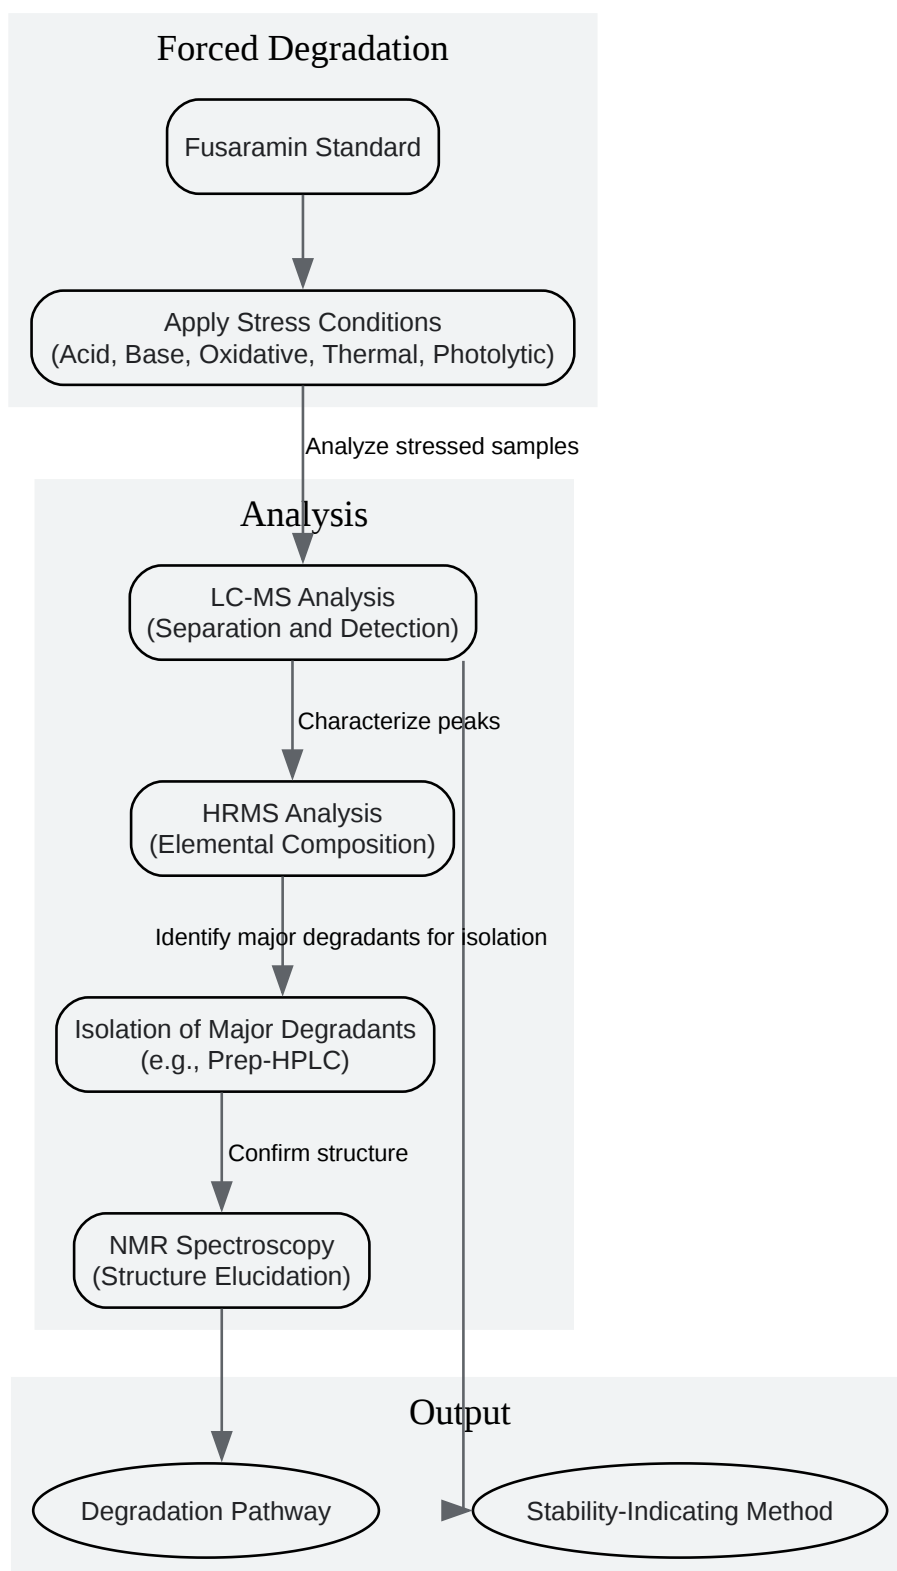 Forced Degradation
Fusaramin Standard
Apply Stress Conditions
(Acid, Base, Oxidative, Thermal, Photolytic)
Analyze stressed samples
Analysis
LC-MS Analysis
(Separation and Detection)
Characterize peaks
HRMS Analysis
(Elemental Composition)
Identify major degradants for isolation
Isolation of Major Degradants
(e.g., Prep-HPLC)
Confirm structure
NMR Spectroscopy
(Structure Elucidation)
Output
Degradation Pathway
Stability-Indicating Method